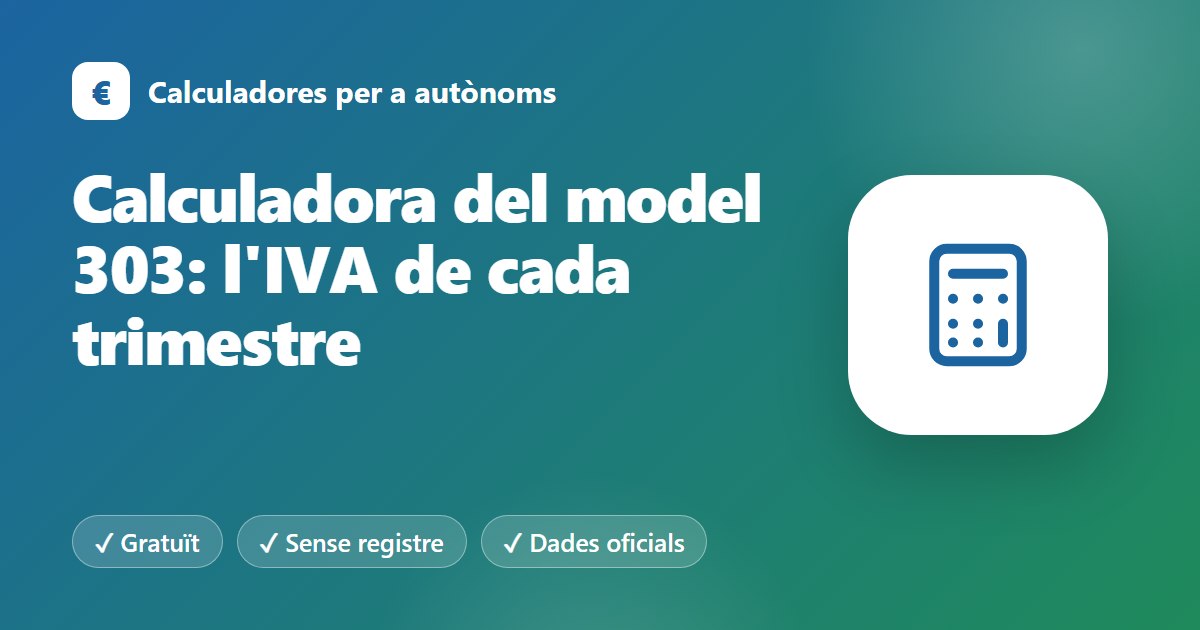 € Calculadores per a autònoms
Calculadora del model
303: l'IVA de cada
trimestre
✓ Gratuït ✓ Sense registre ✓ Dades oficials